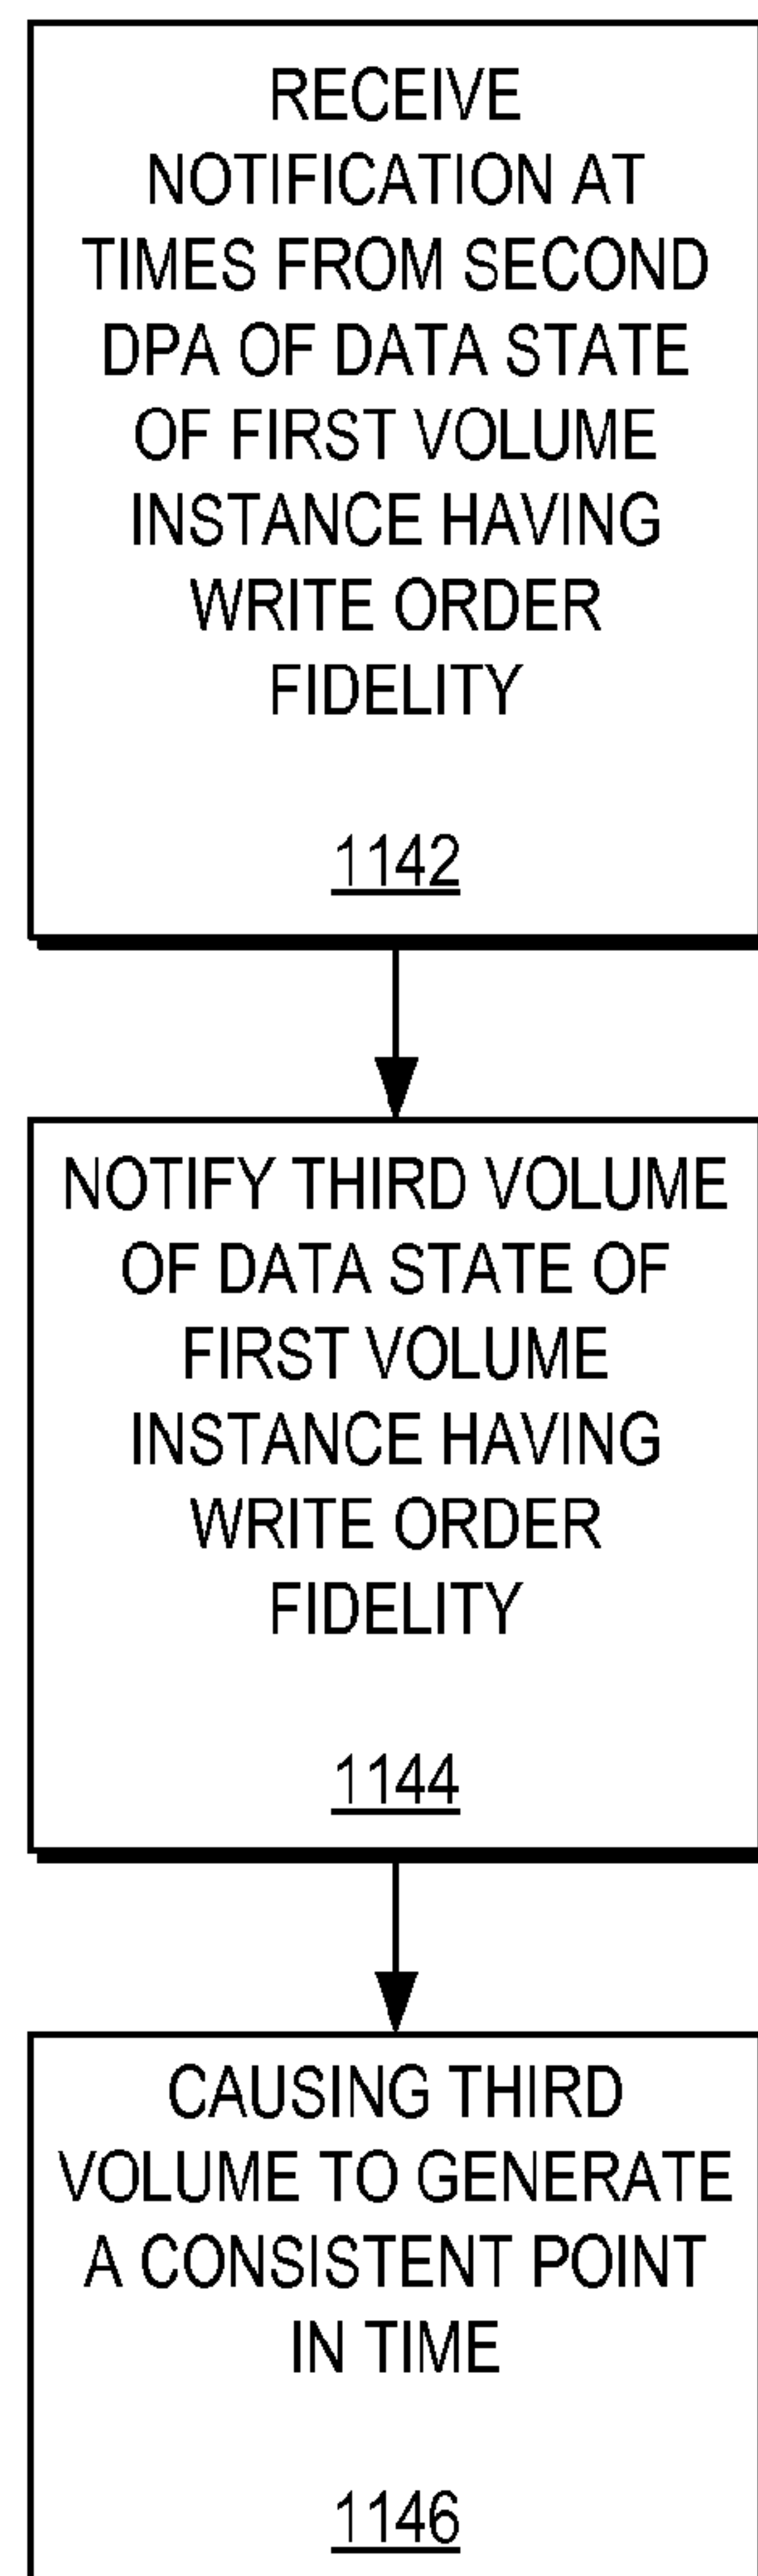 RECEIVE
NOTIFICATION AT
TIMES FROM SECOND
DPA OF DATA STATE
OF FIRST VOLUME
INSTANCE HAVING
WRITE ORDER
FIDELITY
1142
NOTIFY THIRD VOLUME
OF DATA STATE OF
FIRST VOLUME
INSTANCE HAVING
WRITE ORDER
FIDELITY
1144
CAUSING THIRD
VOLUME TO GENERATE
A CONSISTENT POINT
IN TIME
1146